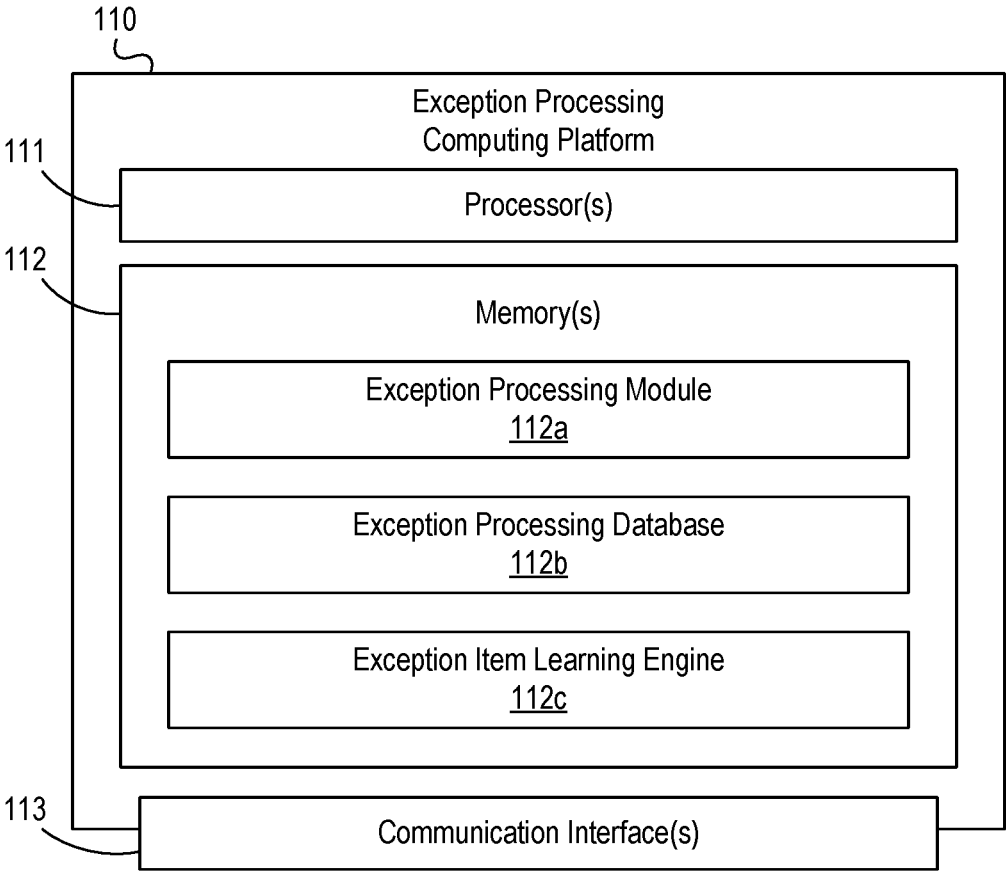 110
Exception Processing
Computing Platform
111
Processor(s)
112
Memory(s)
Exception Processing Module
112a
Exception Processing Database
112b
Exception Item Learning Engine
112c
113
Communication Interface(s)